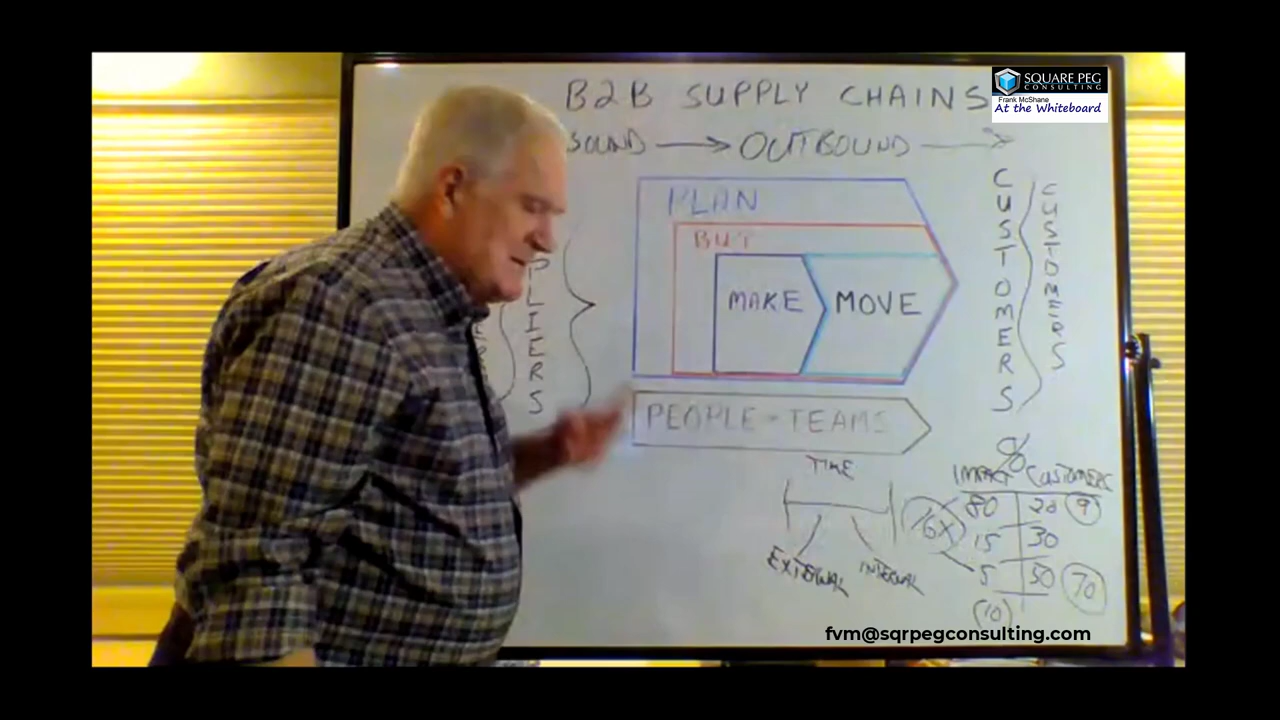 B2B SUPPLY CHAINS
SQUARE PEG
CONSULTING
Frank McShane
At the Whiteboard
OUTBOUND
PLAN
BUY
MAKE
MOVE
PLIERS
CUSTOMERS
CUSTOMERS
PEOPLE - TEAMS
TIME
EXTERNAL
INTERNAL
%
IMPACT CUSTOMERS
80 20 9
16X
15 30
5 50 70
(10)
fvm@sqrpegconsulting.com